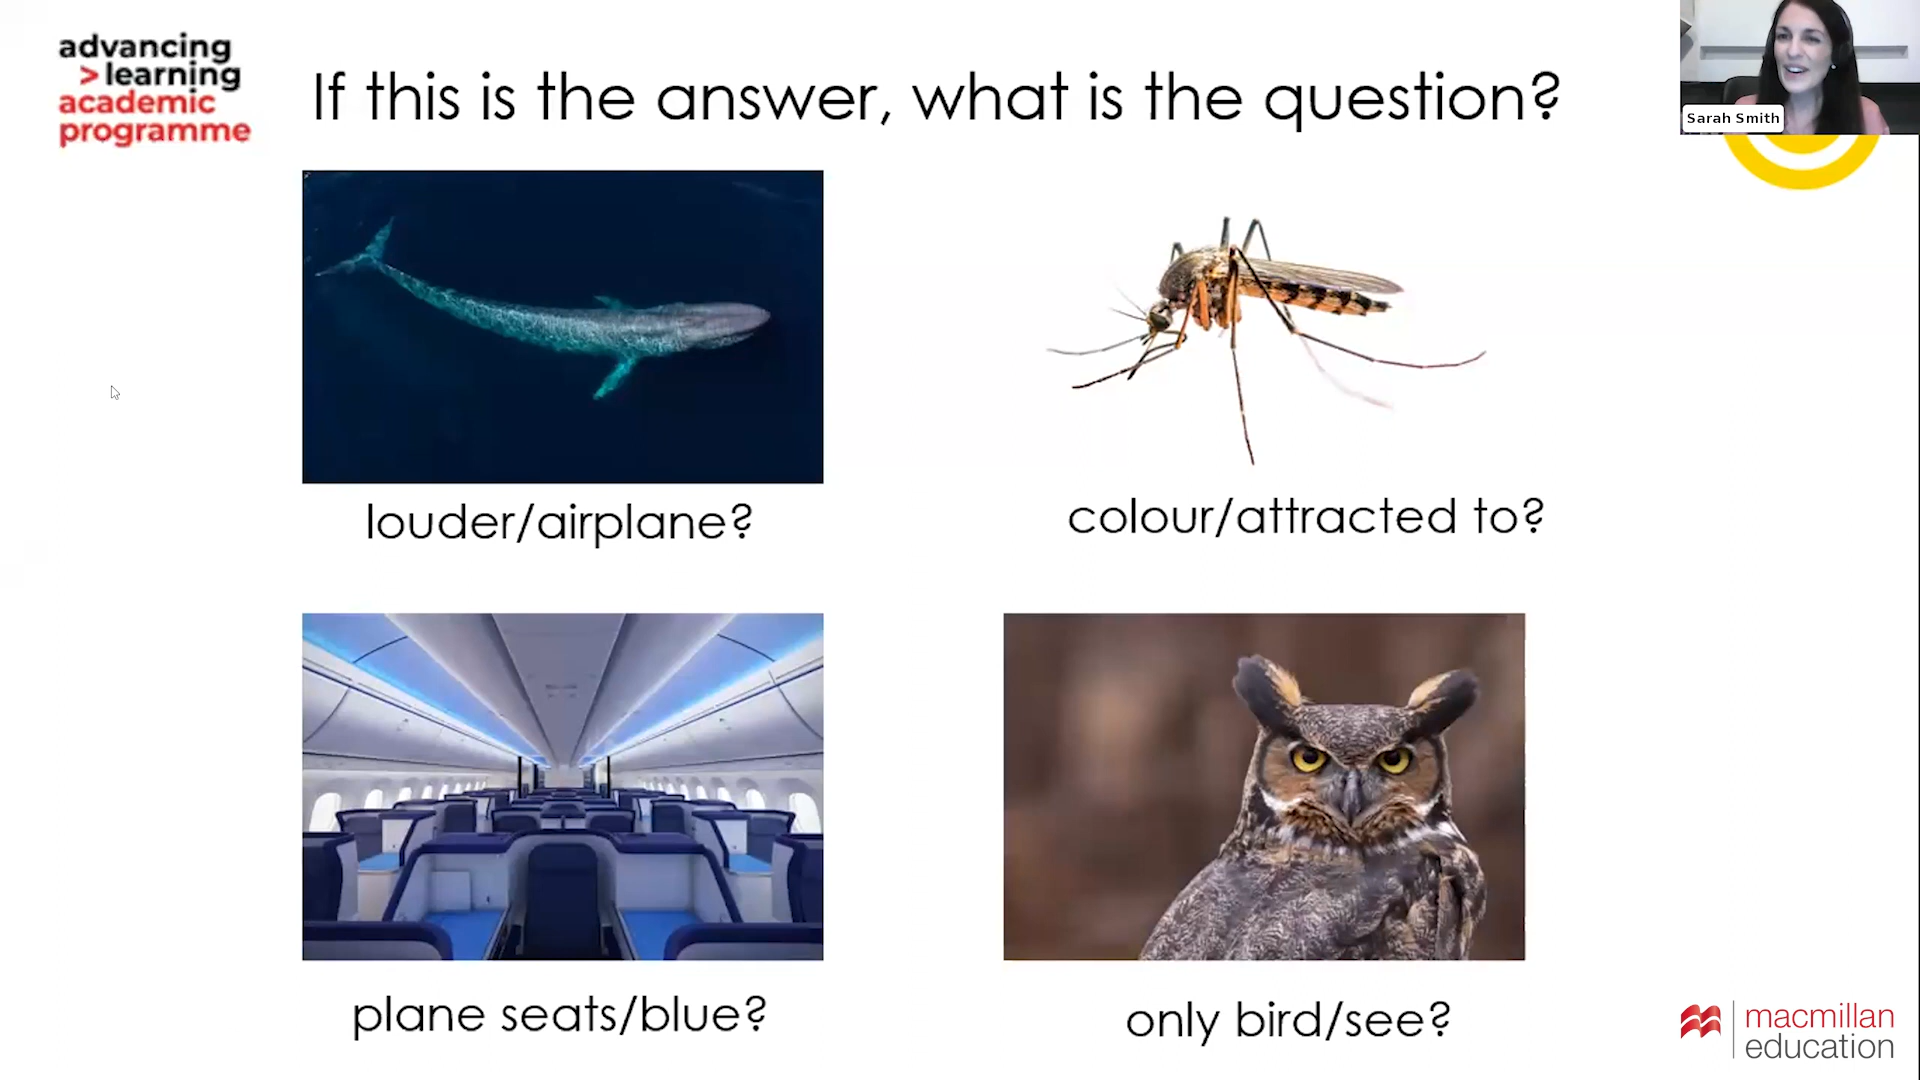 advancing
>learning
academic
programme
If this is the answer, what is the question?
Sarah Smith
louder/airplane?
colour/attracted to?
plane seats/blue?
only bird/see?
macmillan
education